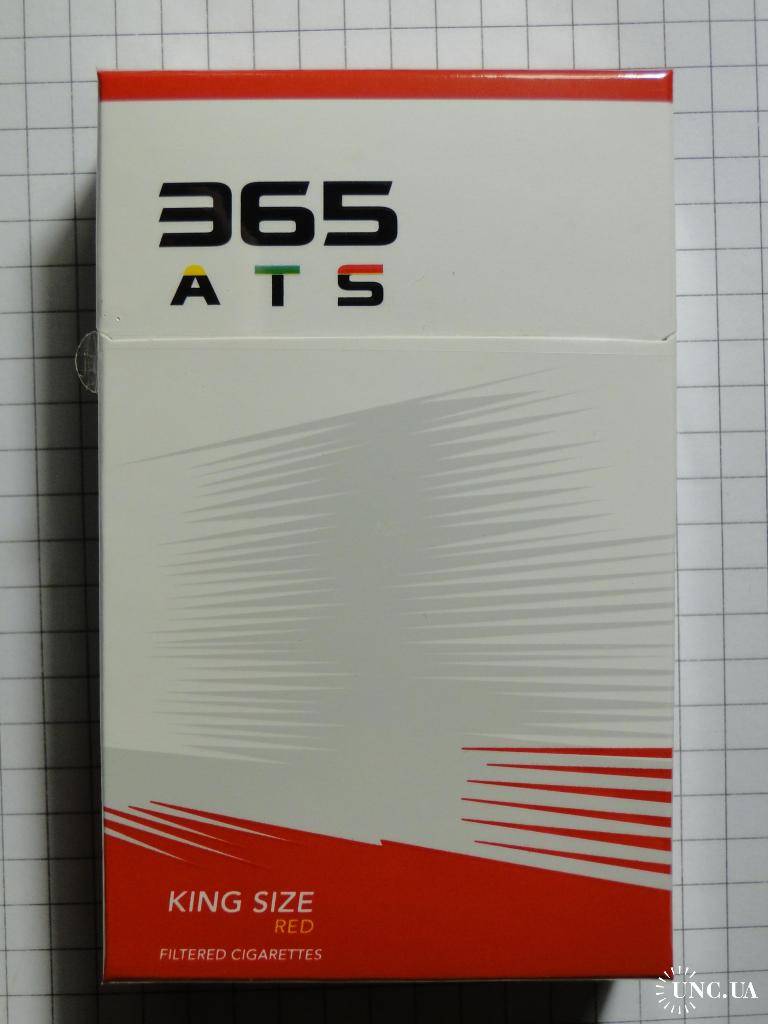 365
ATS
KING SIZE
RED
FILTERED CIGARETTES
UNC.UA